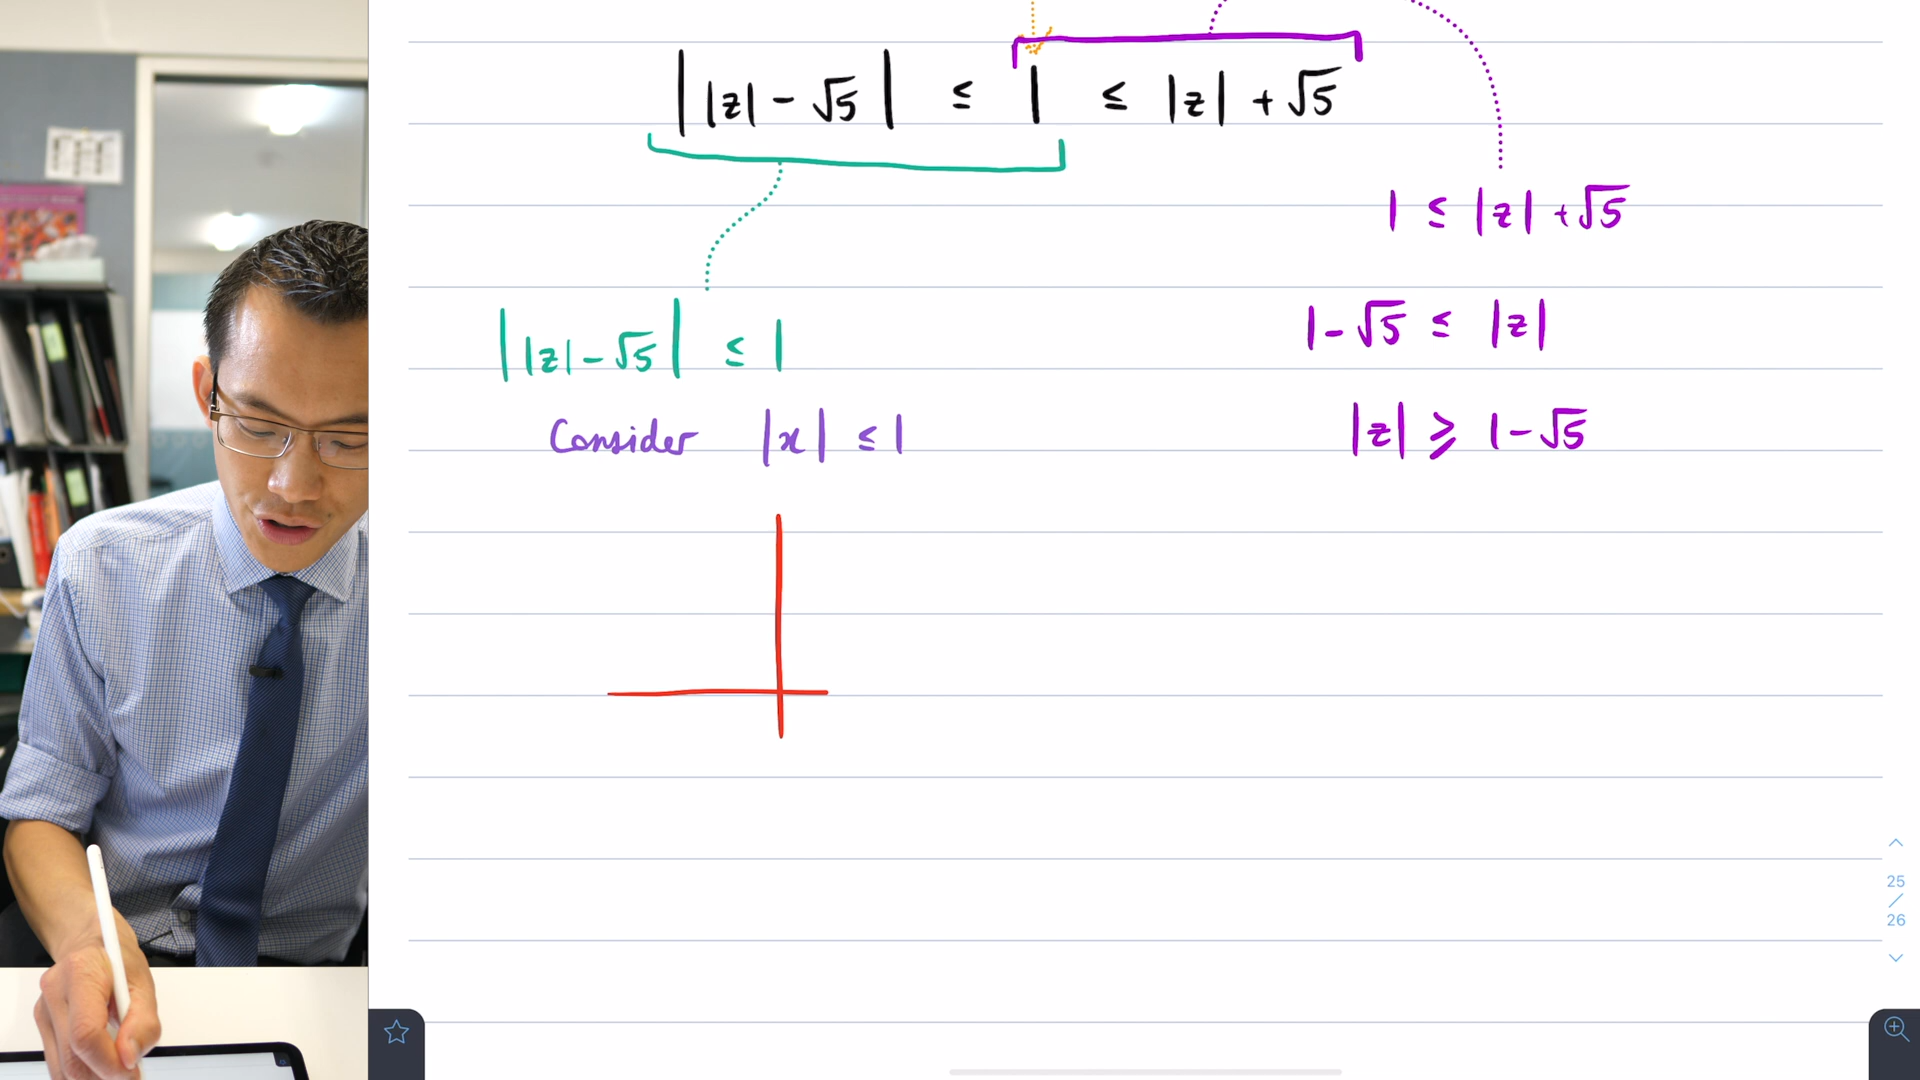 ||z| - √5| ≤ 1 ≤ |z| + √5
1 ≤ |z| + √5
1 - √5 ≤ |z|
||z| - √5| ≤ 1
Consider |x| ≤ 1
|z| ⩾ 1 - √5
25
/
26